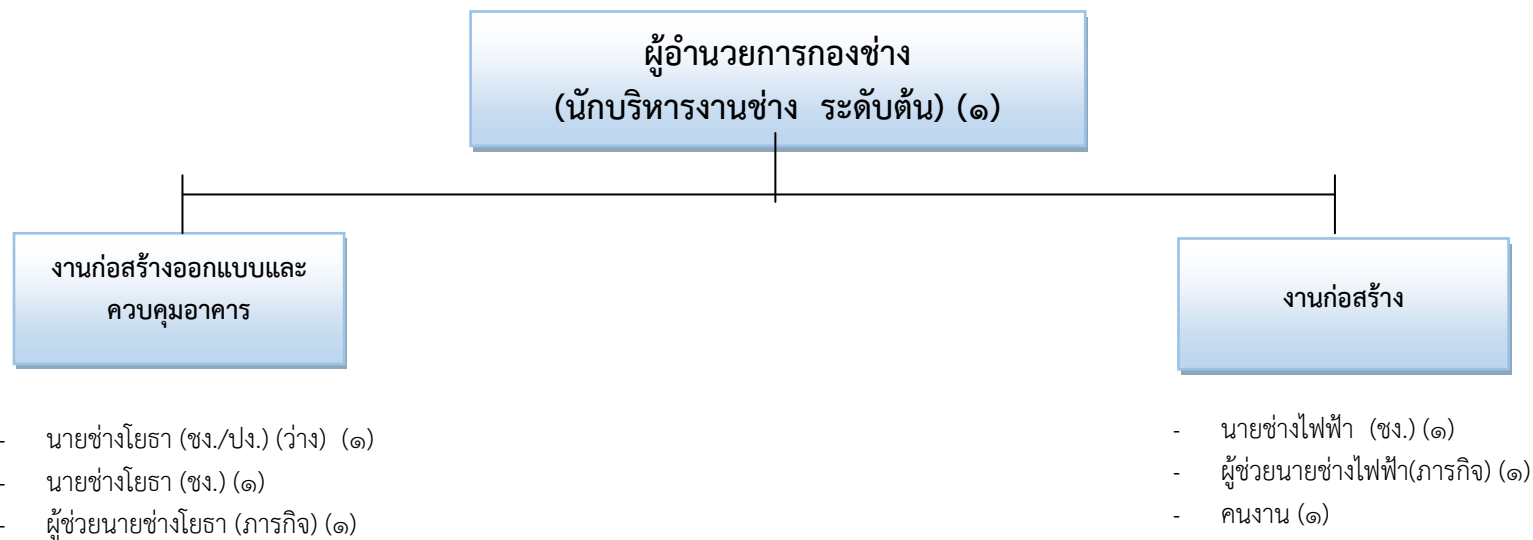 ผู้อำนวยการกองช่าง
(นักบริหารงานช่าง ระดับต้น) (๑)
งานก่อสร้างออกแบบและ
ควบคุมอาคาร
- นายช่างโยธา (ชง./ปง.) (ว่าง) (๑)
- นายช่างโยธา (ชง.) (๑)
- ผู้ช่วยนายช่างโยธา (ภารกิจ) (๑)
งานก่อสร้าง
- นายช่างไฟฟ้า (ชง.) (๑)
- ผู้ช่วยนายช่างไฟฟ้า(ภารกิจ) (๑)
- คนงาน (๑)